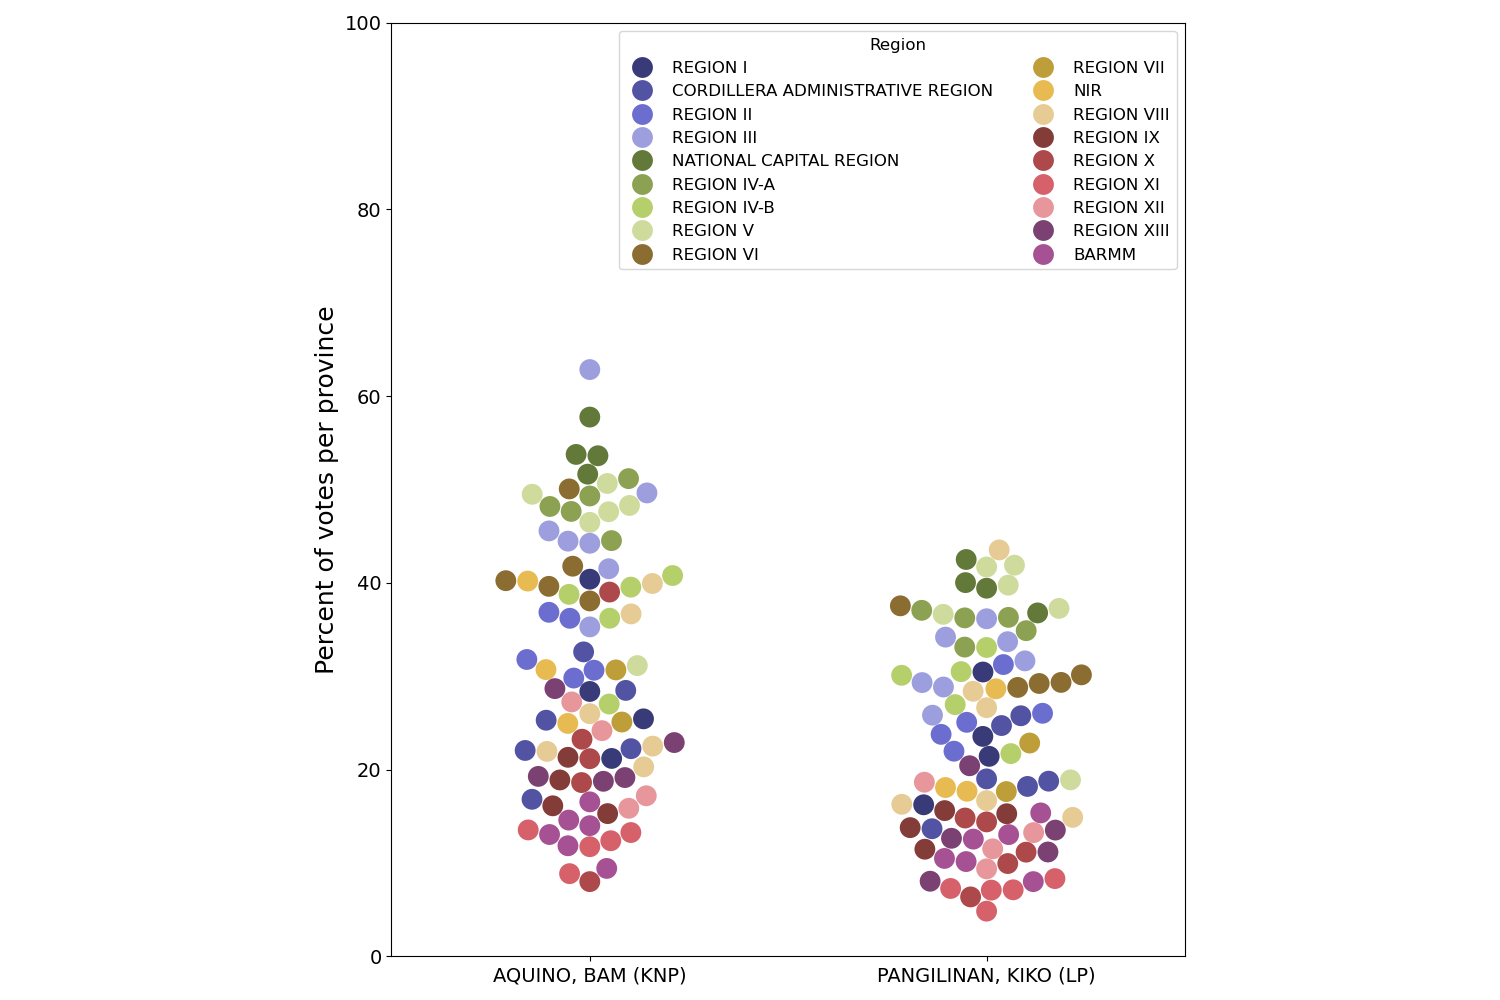 100
80
60
40
20
0
Percent of votes per province
Region
REGION I
CORDILLERA ADMINISTRATIVE REGION
REGION II
REGION III
NATIONAL CAPITAL REGION
REGION IV-A
REGION IV-B
REGION V
REGION VI
REGION VII
NIR
REGION VIII
REGION IX
REGION X
REGION XI
REGION XII
REGION XIII
BARMM
AQUINO, BAM (KNP)
PANGILINAN, KIKO (LP)